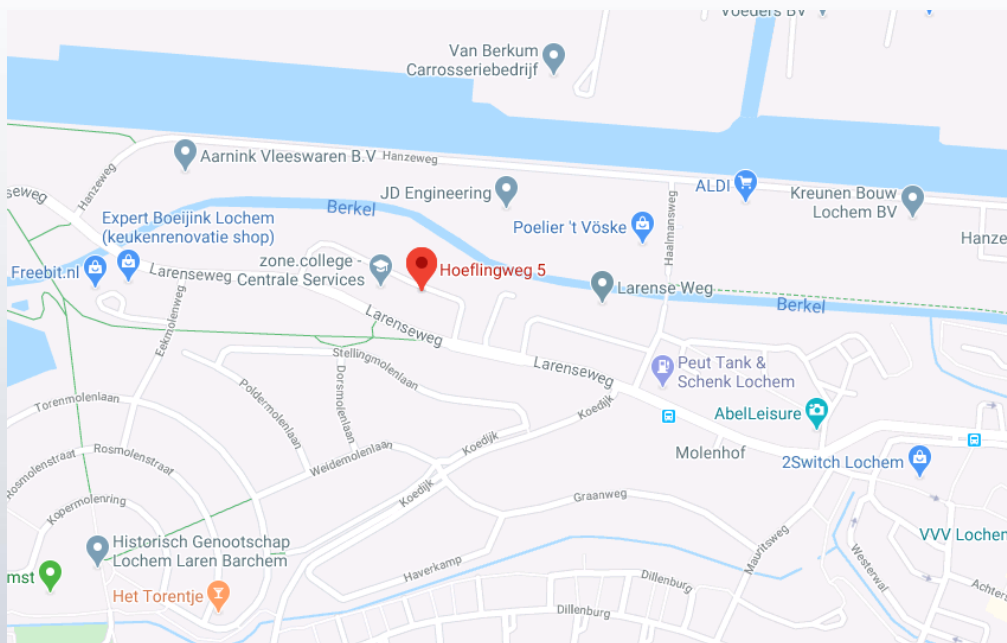 Voeders BV
Van Berkum
Carrosseriebedrijf
Aarnink Vleeswaren B.V
Hanzeweg
Hanzeweg
JD Engineering
ALDI
Kreunen Bouw
Lochem BV
seweg
Berkel
Haalmansweg
Expert Boeijink Lochem
(keukenrenovatie shop)
Poelier 't Vöske
Hanze
Freebit.nl
Larenseweg
zone.college -
Centrale Services
Hoeflingweg 5
Larense Weg
Berkel
Eekmolenweg
Larenseweg
Stellingmolenlaan
Larenseweg
Peut Tank &
Schenk Lochem
Poldermolenlaan
Dorsmolenlaan
Torenmolenlaan
Koedijk
AbelLeisure
Koedijk
Molenhof
Rosmolenstraat
Rosmolenstraat
Weidemolenlaan
2Switch Lochem
Koedijk
Graanweg
Kopermolenring
Historisch Genootschap
Lochem Laren Barchem
Mauritsweg
VVV Lochem
Westerwal
mst
Haverkamp
Dillenburg
Achters
Het Torentje
Dillenburg